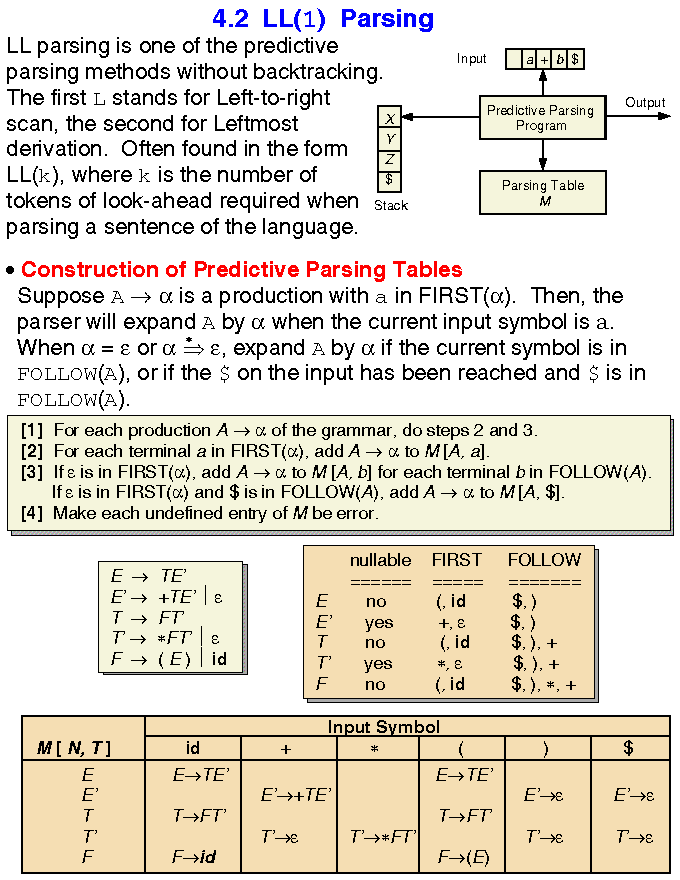 4.2 LL(1) Parsing
LL parsing is one of the predictive
parsing methods without backtracking.
The first L stands for Left-to-right
scan, the second for Leftmost
derivation. Often found in the form
LL(k), where k is the number of
tokens of look-ahead required when
parsing a sentence of the language.
Input
a + b $
Predictive Parsing
Program
Output
X
Y
Z
$
Stack
Parsing Table
M
• Construction of Predictive Parsing Tables
Suppose A → α is a production with a in FIRST(α). Then, the
parser will expand A by α when the current input symbol is a.
When α = ε or α ⇒* ε, expand A by α if the current symbol is in
FOLLOW(A), or if the $ on the input has been reached and $ is in
FOLLOW(A).
[1] For each production A → α of the grammar, do steps 2 and 3.
[2] For each terminal a in FIRST(α), add A → α to M [A, a].
[3] If ε is in FIRST(α), add A → α to M [A, b] for each terminal b in FOLLOW(A).
If ε is in FIRST(α) and $ is in FOLLOW(A), add A → α to M [A, $].
[4] Make each undefined entry of M be error.
E → TE'
E' → +TE' | ε
T → FT'
T' → *FT' | ε
F → ( E ) | id
nullable FIRST FOLLOW
====== ===== =======
E no (, id $, )
E' yes +, ε $, )
T no (, id $, ), +
T' yes *, ε $, ), +
F no (, id $, ), *, +
Input Symbol
M [ N, T ] id + * ( ) $
E E→TE' E→TE'
E' E'→+TE' E'→ε E'→ε
T T→FT' T→FT'
T' T'→ε T'→*FT' T'→ε T'→ε
F F→id F→(E)